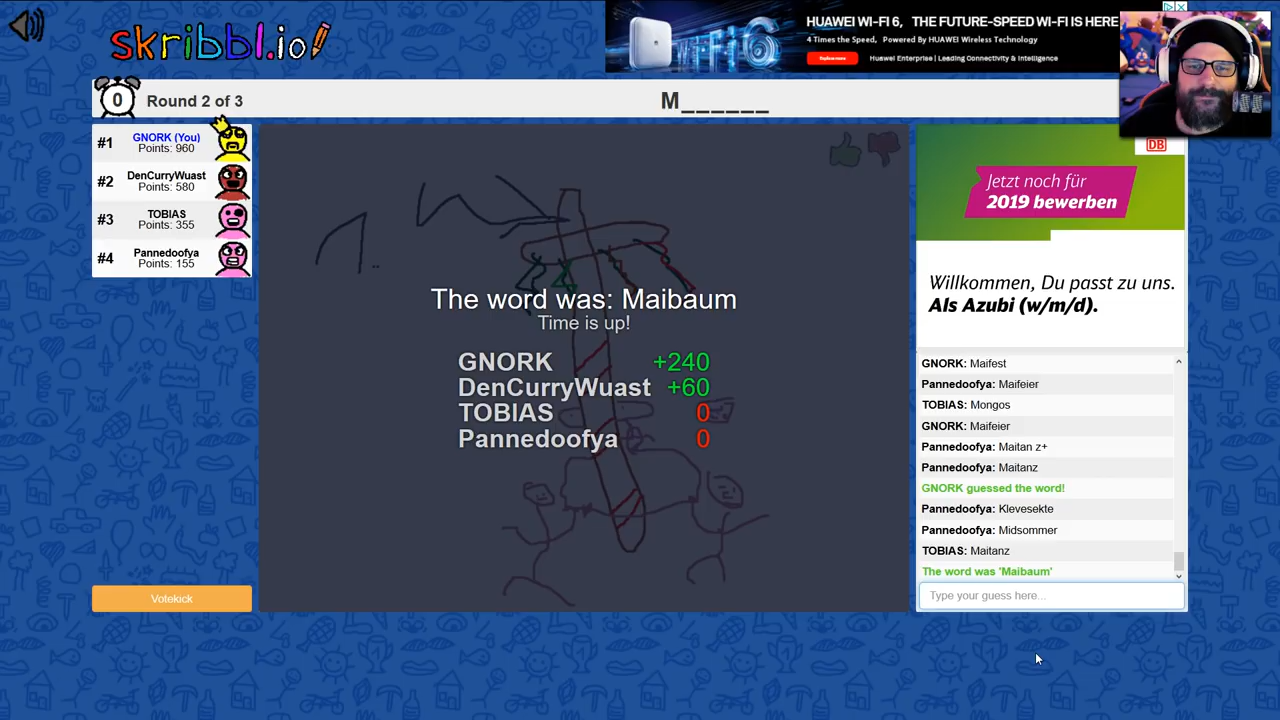 skribbl.io
HUAWEI WI-FI 6, THE FUTURE-SPEED WI-FI IS HERE
4 Times the Speed, Powered By HUAWEI Wireless Technology
Huawei Enterprise | Leading Connectivity & Intelligence
0
Round 2 of 3
M______
#1
GNORK (You)
Points: 960
#2
DenCurryWuast
Points: 580
#3
TOBIAS
Points: 355
#4
Pannedoofya
Points: 155
1. M
The word was: Maibaum
Time is up!
GNORK +240
DenCurryWuast +60
TOBIAS 0
Pannedoofya 0
DB
Jetzt noch für
2019 bewerben
Willkommen, Du passt zu uns.
Als Azubi (w/m/d).
GNORK: Maifest
Pannedoofya: Maifeier
TOBIAS: Mongos
GNORK: Maifeier
Pannedoofya: Maitan z+
Pannedoofya: Maitanz
GNORK guessed the word!
Pannedoofya: Klevesekte
Pannedoofya: Midsommer
TOBIAS: Maitanz
The word was 'Maibaum'
Type your guess here...
Votekick